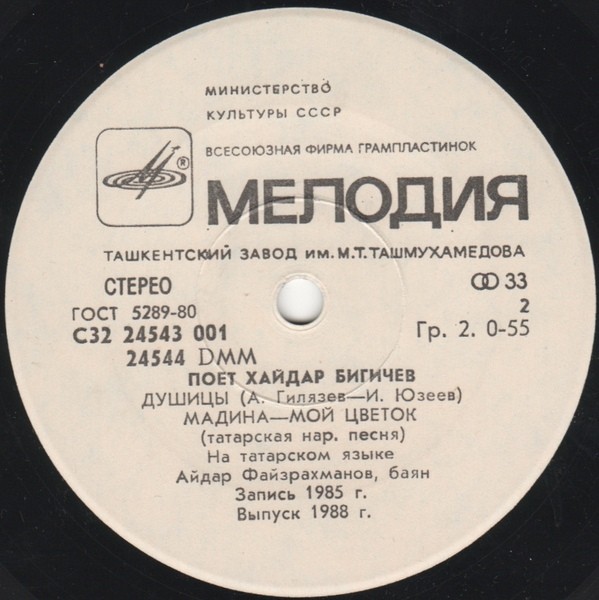 МИНИСТЕРСТВО
КУЛЬТУРЫ СССР
ВСЕСОЮЗНАЯ ФИРМА ГРАМПЛАСТИНОК
®
МЕЛОДИЯ
ТАШКЕНТСКИЙ ЗАВОД ИМ. М.Т. ТАШМУХАМЕДОВА
СТЕРЕО 33
ГОСТ 5289-80 2
С32 24543 001 Гр. 2. 0-55
24544 DMM
ПОЕТ ХАЙДАР БИГИЧЕВ
ДУШИЦЫ (А. Гилязев—И. Юзеев)
МАДИНА—МОЙ ЦВЕТОК
(татарская нар. песня)
На татарском языке
Айдар Файзрахманов, баян
Запись 1985 г.
Выпуск 1988 г.